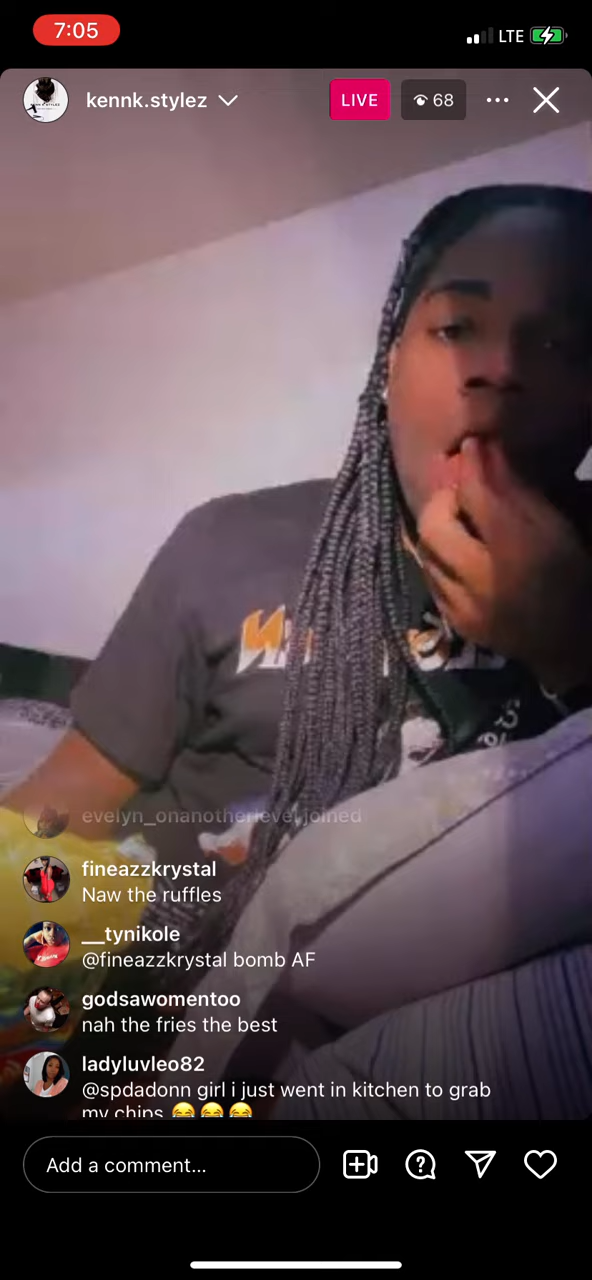 7:05
LTE
kennk.stylez
LIVE
68
evelyn_onanotherlevel joined
fineazzkrystal
Naw the ruffles
__tynikole
@fineazzkrystal bomb AF
godsawomentoo
nah the fries the best
ladyluvleo82
@spdadonn girl i just went in kitchen to grab
my chips 😂😂😂
Add a comment...